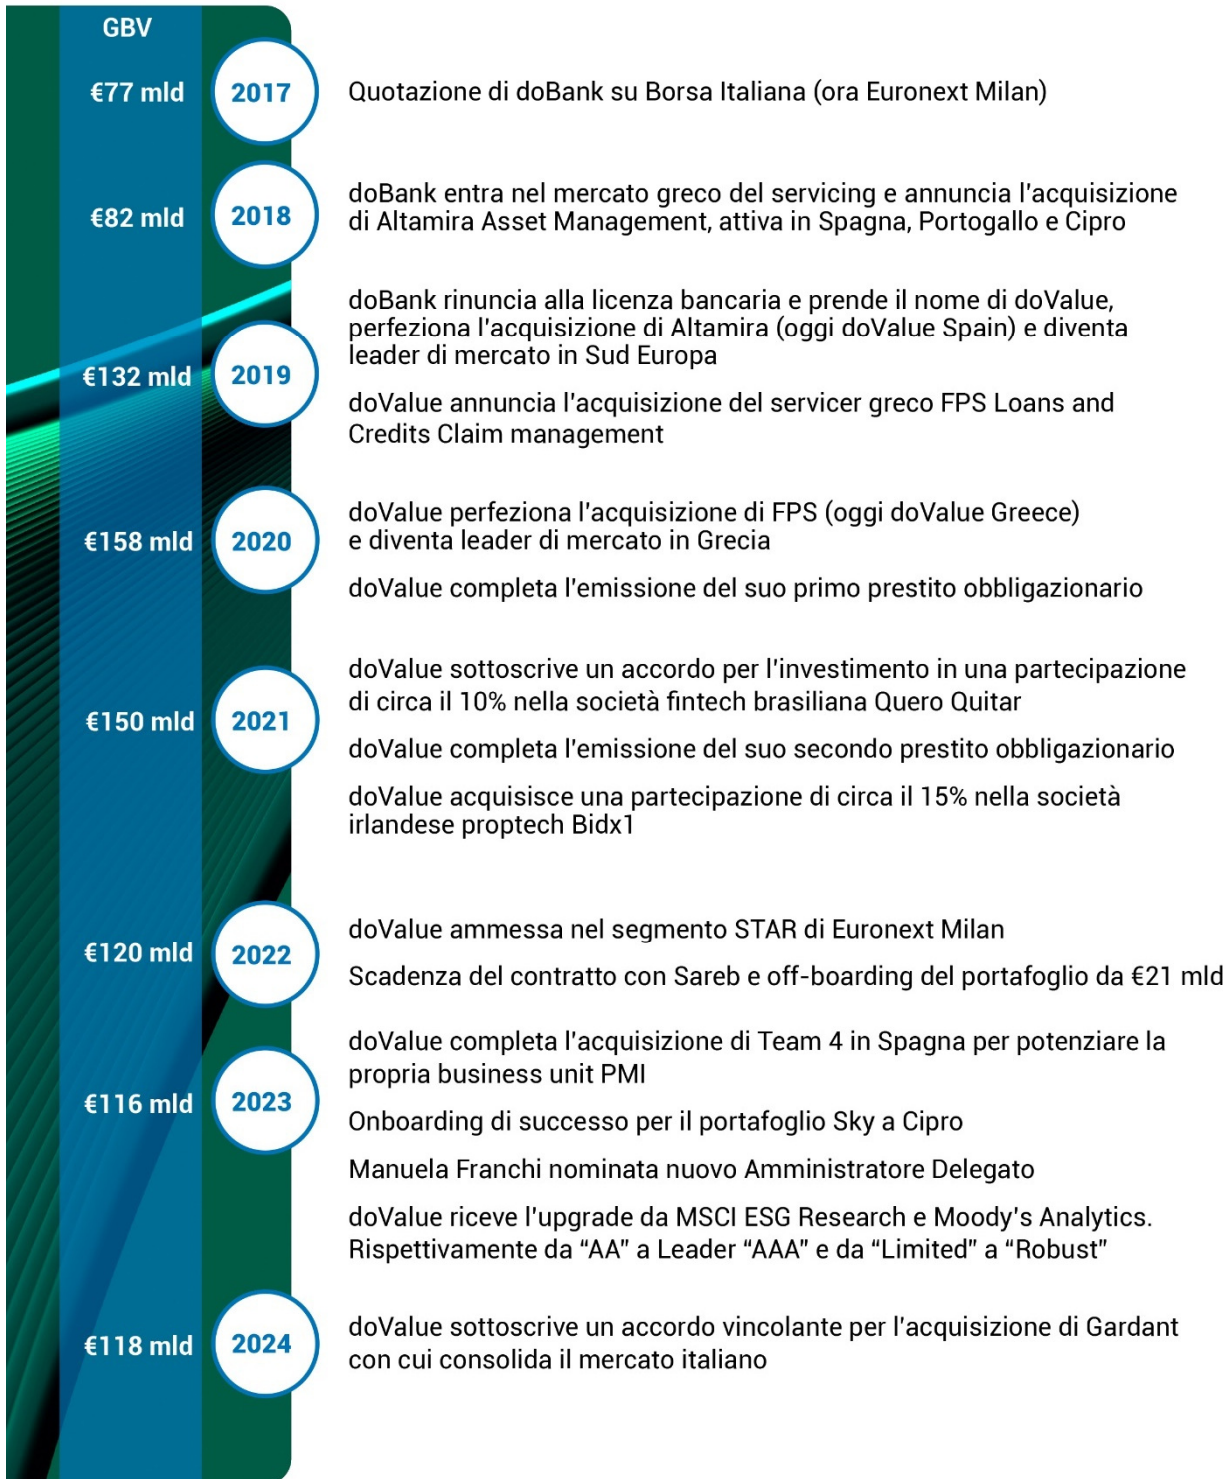 GBV
€77 mld
2017
Quotazione di doBank su Borsa Italiana (ora Euronext Milan)
€82 mld
2018
doBank entra nel mercato greco del servicing e annuncia l'acquisizione
di Altamira Asset Management, attiva in Spagna, Portogallo e Cipro
€132 mld
2019
doBank rinuncia alla licenza bancaria e prende il nome di doValue,
perfeziona l'acquisizione di Altamira (oggi doValue Spain) e diventa
leader di mercato in Sud Europa
doValue annuncia l'acquisizione del servicer greco FPS Loans and
Credits Claim management
€158 mld
2020
doValue perfeziona l'acquisizione di FPS (oggi doValue Greece)
e diventa leader di mercato in Grecia
doValue completa l'emissione del suo primo prestito obbligazionario
€150 mld
2021
doValue sottoscrive un accordo per l'investimento in una partecipazione
di circa il 10% nella società fintech brasiliana Quero Quitar
doValue completa l'emissione del suo secondo prestito obbligazionario
doValue acquisisce una partecipazione di circa il 15% nella società
irlandese proptech Bidx1
€120 mld
2022
doValue ammessa nel segmento STAR di Euronext Milan
Scadenza del contratto con Sareb e off-boarding del portafoglio da €21 mld
€116 mld
2023
doValue completa l'acquisizione di Team 4 in Spagna per potenziare la
propria business unit PMI
Onboarding di successo per il portafoglio Sky a Cipro
Manuela Franchi nominata nuovo Amministratore Delegato
doValue riceve l'upgrade da MSCI ESG Research e Moody's Analytics.
Rispettivamente da “AA” a Leader “AAA” e da “Limited” a “Robust”
€118 mld
2024
doValue sottoscrive un accordo vincolante per l'acquisizione di Gardant
con cui consolida il mercato italiano